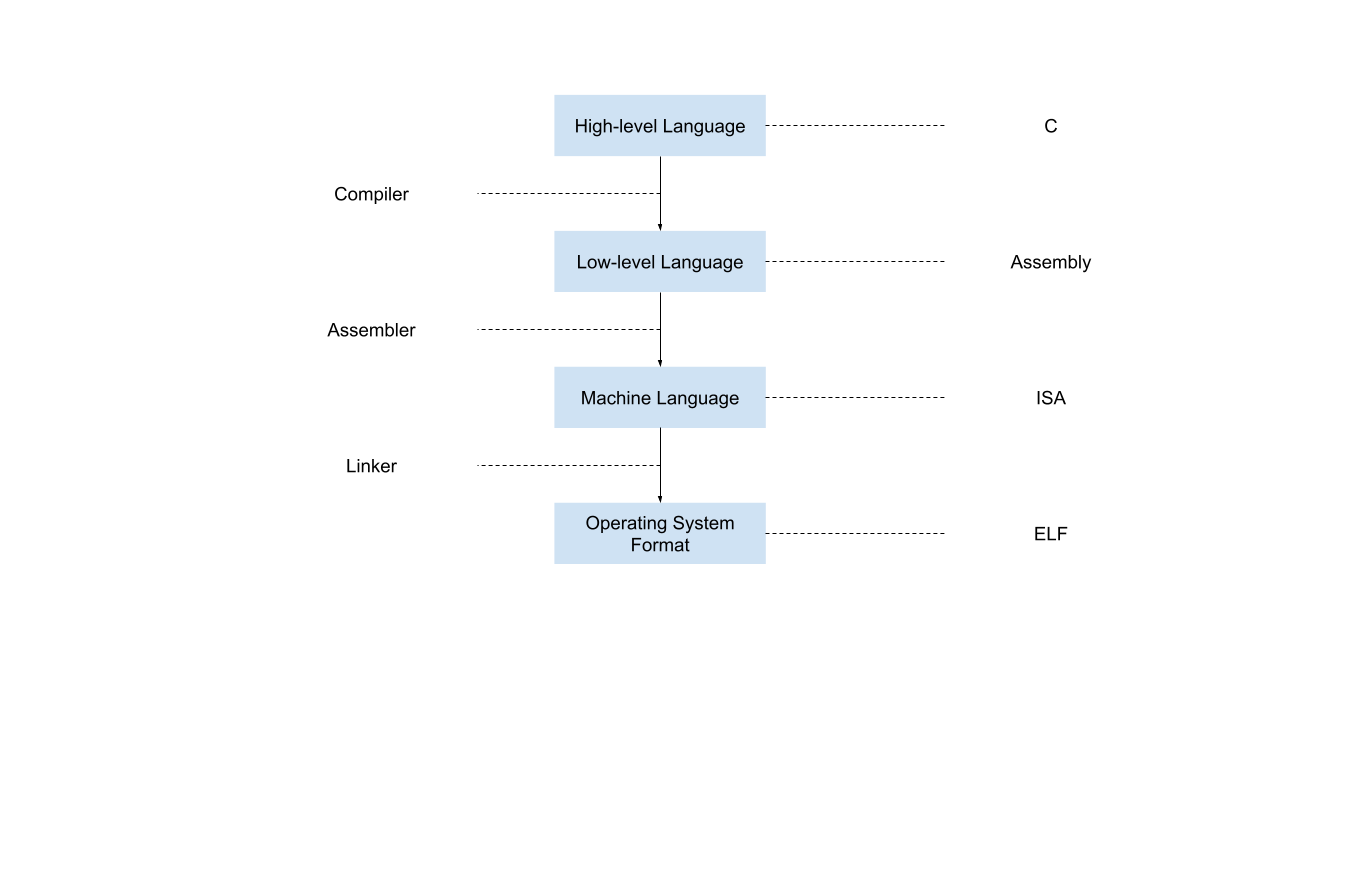 High-level Language
C
Compiler
Low-level Language
Assembly
Assembler
Machine Language
ISA
Linker
Operating System
Format
ELF